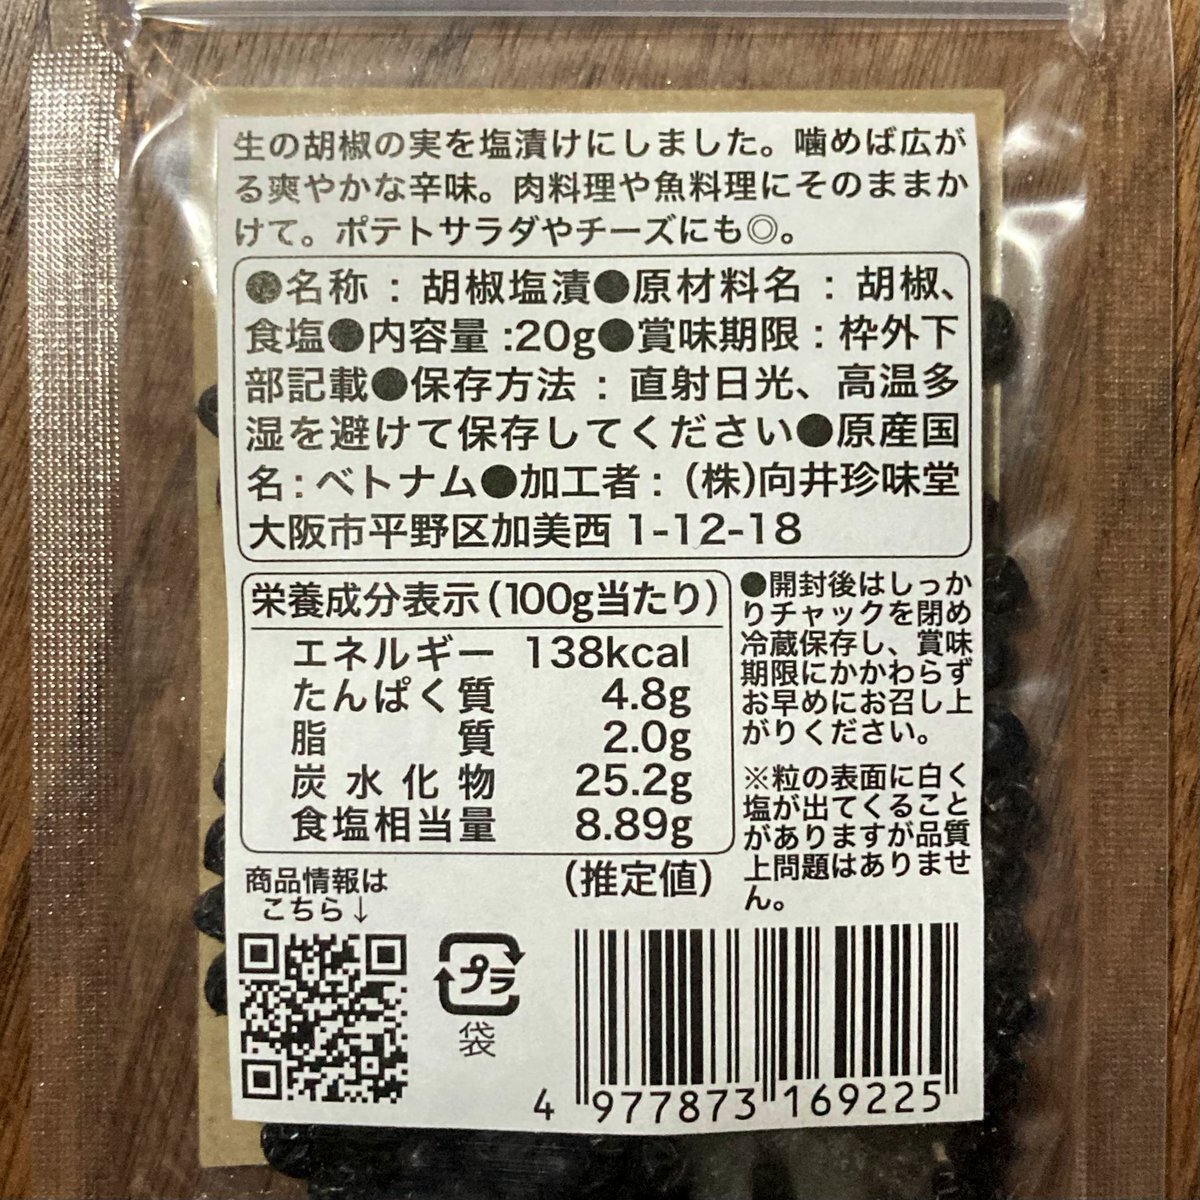 生の胡椒の実を塩漬けにしました。噛めば広が
る爽やかな辛味。肉料理や魚料理にそのままか
けて。ポテトサラダやチーズにも◎。
●名称：胡椒塩漬●原材料名：胡椒、
食塩●内容量:20g●賞味期限：枠外下
部記載●保存方法：直射日光、高温多
湿を避けて保存してください●原産国
名：ベトナム●加工者：(株)向井珍味堂
大阪市平野区加美西 1-12-18
栄養成分表示(100g当たり)
エネルギー 138kcal
たんぱく質 4.8g
脂質 2.0g
炭水化物 25.2g
食塩相当量 8.89g
(推定値)
●開封後はしっか
りチャックを閉め
冷蔵保存し、賞味
期限にかかわらず
お早めにお召し上
がりください。
※粒の表面に白く
塩が出てくること
がありますが品質
上問題はありませ
ん。
商品情報は
こちら↓
プラ
袋
4 977873 169225